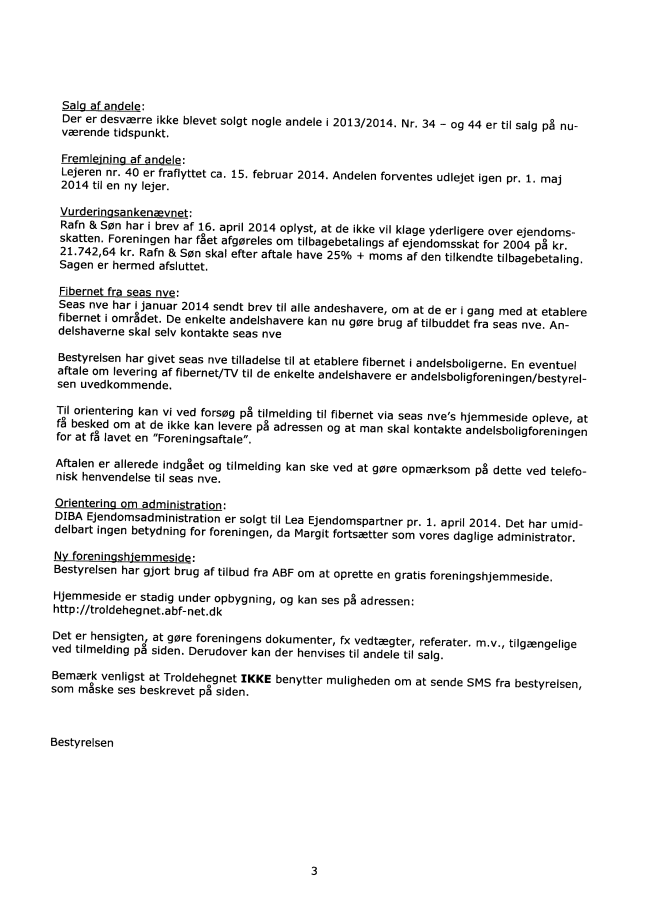 Salg af andele:
Der er desværre ikke blevet solgt nogle andele i 2013/2014. Nr. 34 – og 44 er til salg på nu-
værende tidspunkt.
Fremlejning af andele:
Lejeren nr. 40 er fraflyttet ca. 15. februar 2014. Andelen forventes udlejet igen pr. 1. maj
2014 til en ny lejer.
Vurderingsankenævnet:
Rafn & Søn har i brev af 16. april 2014 oplyst, at de ikke vil klage yderligere over ejendoms-
skatten. Foreningen har fået afgøreles om tilbagebetalings af ejendomsskat for 2004 på kr.
21.742,64 kr. Rafn & Søn skal efter aftale have 25% + moms af den tilkendte tilbagebetaling.
Sagen er hermed afsluttet.
Fibernet fra seas nve:
Seas nve har i januar 2014 sendt brev til alle andeshavere, om at de er i gang med at etablere
fibernet i området. De enkelte andelshavere kan nu gøre brug af tilbuddet fra seas nve. An-
delshaverne skal selv kontakte seas nve
Bestyrelsen har givet seas nve tilladelse til at etablere fibernet i andelsboligerne. En eventuel
aftale om levering af fibernet/TV til de enkelte andelshavere er andelsboligforeningen/bestyrel-
sen uvedkommende.
Til orientering kan vi ved forsøg på tilmelding til fibernet via seas nve's hjemmeside opleve, at
få besked om at de ikke kan levere på adressen og at man skal kontakte andelsboligforeningen
for at få lavet en "Foreningsaftale".
Aftalen er allerede indgået og tilmelding kan ske ved at gøre opmærksom på dette ved telefo-
nisk henvendelse til seas nve.
Orientering om administration:
DIBA Ejendomsadministration er solgt til Lea Ejendomspartner pr. 1. april 2014. Det har umid-
delbart ingen betydning for foreningen, da Margit fortsætter som vores daglige administrator.
Ny foreningshjemmeside:
Bestyrelsen har gjort brug af tilbud fra ABF om at oprette en gratis foreningshjemmeside.
Hjemmeside er stadig under opbygning, og kan ses på adressen:
http://troldehegnet.abf-net.dk
Det er hensigten, at gøre foreningens dokumenter, fx vedtægter, referater. m.v., tilgængelige
ved tilmelding på siden. Derudover kan der henvises til andele til salg.
Bemærk venligst at Troldehegnet IKKE benytter muligheden om at sende SMS fra bestyrelsen,
som måske ses beskrevet på siden.
Bestyrelsen
3